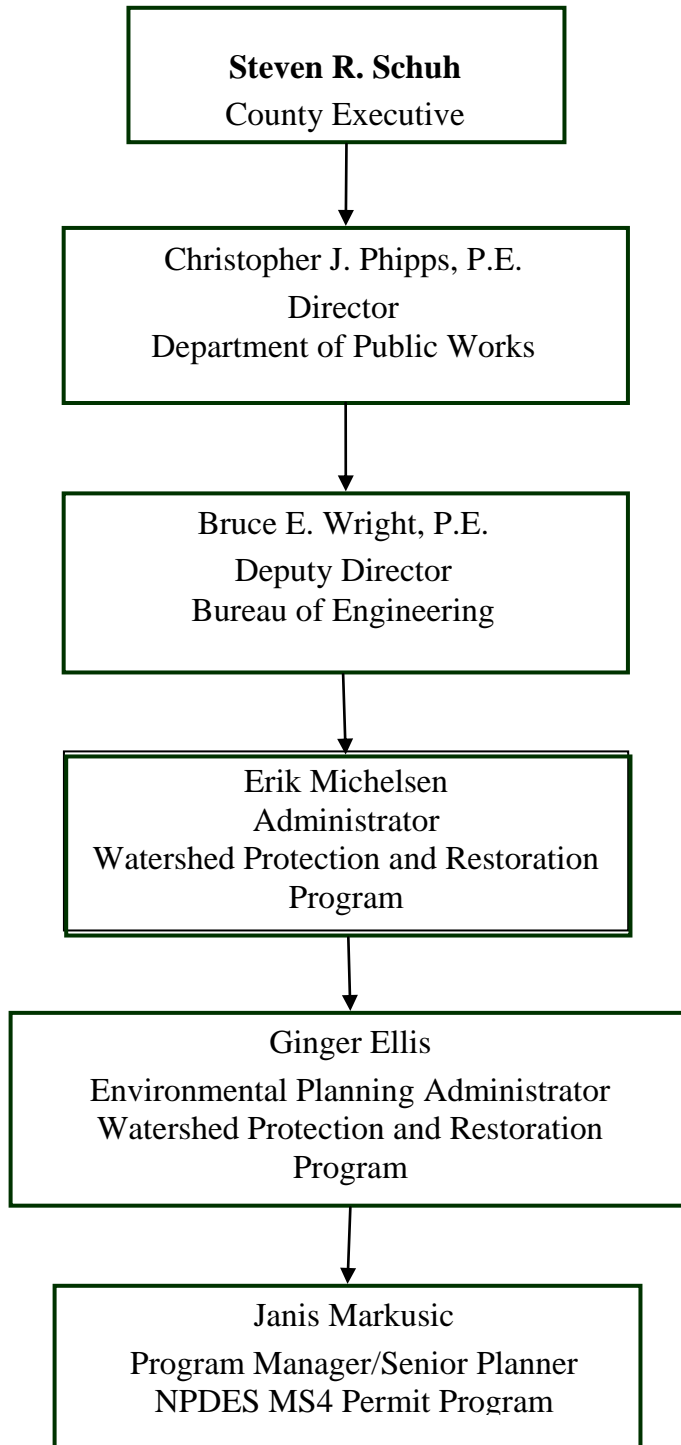 Steven R. Schuh
County Executive
Christopher J. Phipps, P.E.
Director
Department of Public Works
Bruce E. Wright, P.E.
Deputy Director
Bureau of Engineering
Erik Michelsen
Administrator
Watershed Protection and Restoration
Program
Ginger Ellis
Environmental Planning Administrator
Watershed Protection and Restoration
Program
Janis Markusic
Program Manager/Senior Planner
NPDES MS4 Permit Program